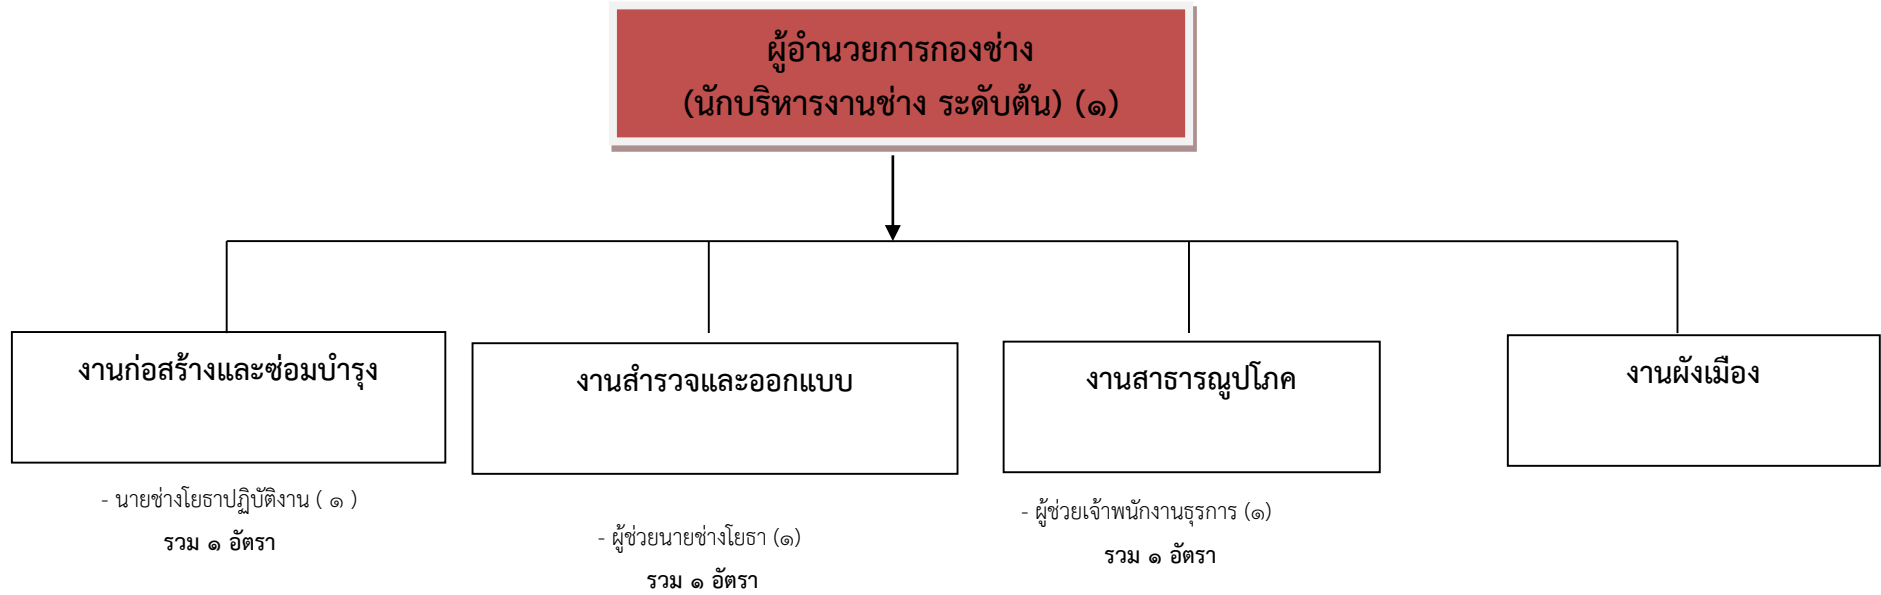 ผู้อำนวยการกองช่าง
(นักบริหารงานช่าง ระดับต้น) (๑)
งานก่อสร้างและซ่อมบำรุง
- นายช่างโยธาปฏิบัติงาน ( ๑ )
รวม ๑ อัตรา
งานสำรวจและออกแบบ
- ผู้ช่วยนายช่างโยธา (๑)
รวม ๑ อัตรา
งานสาธารณูปโภค
- ผู้ช่วยเจ้าพนักงานธุรการ (๑)
รวม ๑ อัตรา
งานผังเมือง